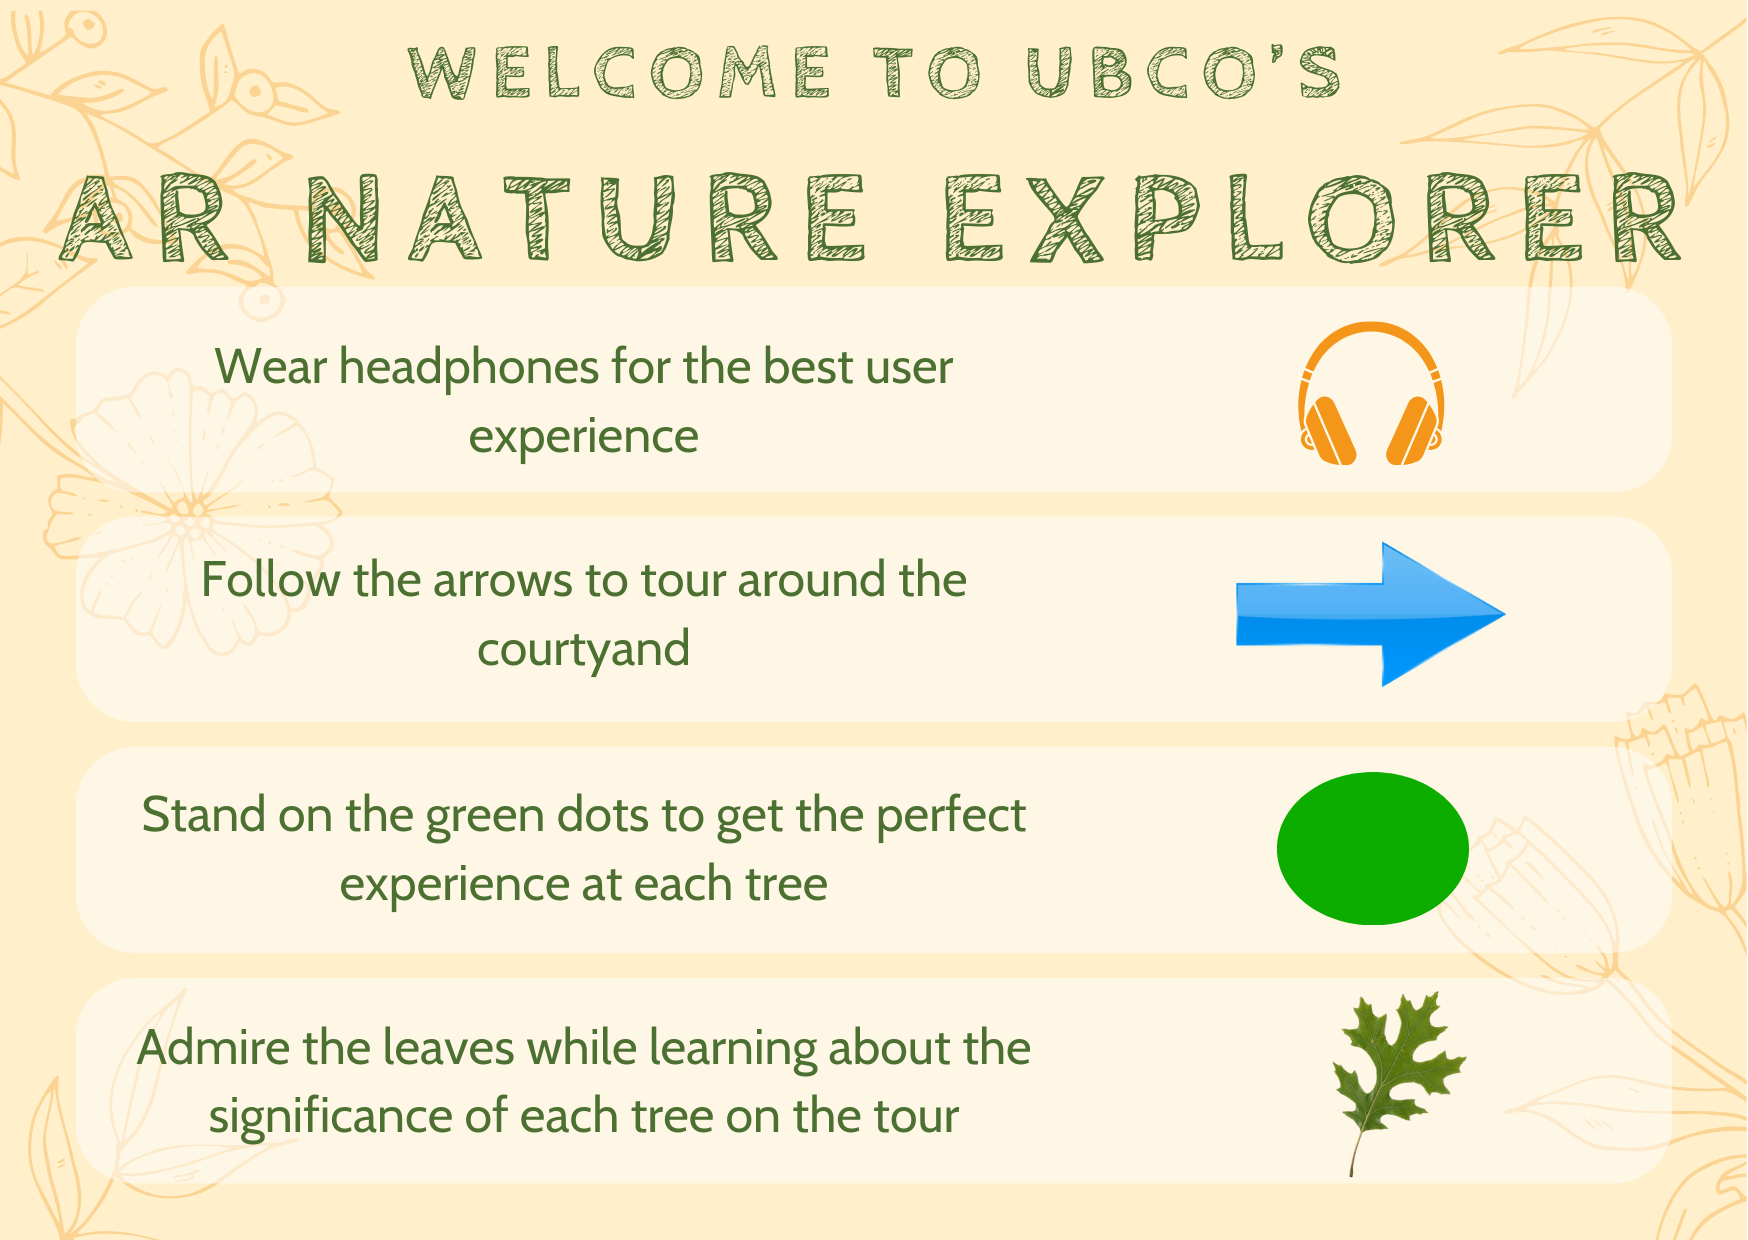 WELCOME TO UBCO'S
AR NATURE EXPLORER
Wear headphones for the best user
experience
Follow the arrows to tour around the
courtyand
Stand on the green dots to get the perfect
experience at each tree
Admire the leaves while learning about the
significance of each tree on the tour